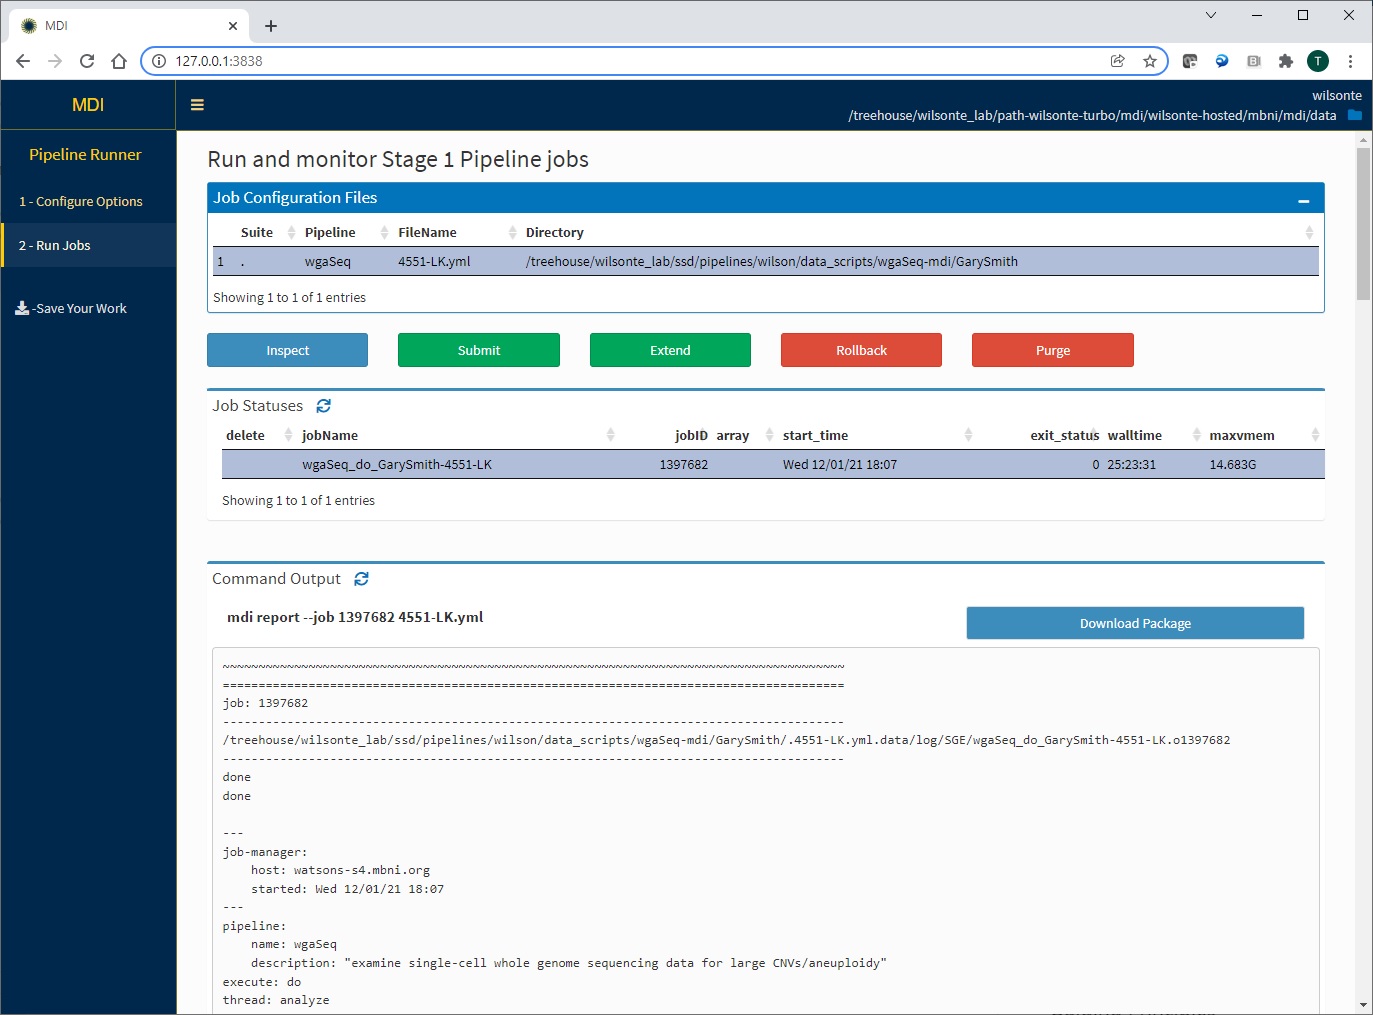 MDI
127.0.0.1:3838
T
MDI
wilsonte
/treehouse/wilsonte_lab/path-wilsonte-turbo/mdi/wilsonte-hosted/mbni/mdi/data
Pipeline Runner
1 - Configure Options
2 - Run Jobs
-Save Your Work
Run and monitor Stage 1 Pipeline jobs
Job Configuration Files
Suite Pipeline FileName Directory
1 . wgaSeq 4551-LK.yml /treehouse/wilsonte_lab/ssd/pipelines/wilson/data_scripts/wgaSeq-mdi/GarySmith
Showing 1 to 1 of 1 entries
Inspect Submit Extend Rollback Purge
Job Statuses
delete jobName jobID array start_time exit_status walltime maxvmem
wgaSeq_do_GarySmith-4551-LK 1397682 Wed 12/01/21 18:07 0 25:23:31 14.683G
Showing 1 to 1 of 1 entries
Command Output
mdi report --job 1397682 4551-LK.yml
Download Package
~~~~~~~~~~~~~~~~~~~~~~~~~~~~~~~~~~~~~~~~~~~~~~~~~~~~~~~~~~~~~~~~~~~~~~~~~~~~~~~~~~~~~~~
=======================================================================================
job: 1397682
---------------------------------------------------------------------------------------
/treehouse/wilsonte_lab/ssd/pipelines/wilson/data_scripts/wgaSeq-mdi/GarySmith/.4551-LK.yml.data/log/SGE/wgaSeq_do_GarySmith-4551-LK.o1397682
---------------------------------------------------------------------------------------
done
done
---
job-manager:
host: watsons-s4.mbni.org
started: Wed 12/01/21 18:07
---
pipeline:
name: wgaSeq
description: "examine single-cell whole genome sequencing data for large CNVs/aneuploidy"
execute: do
thread: analyze